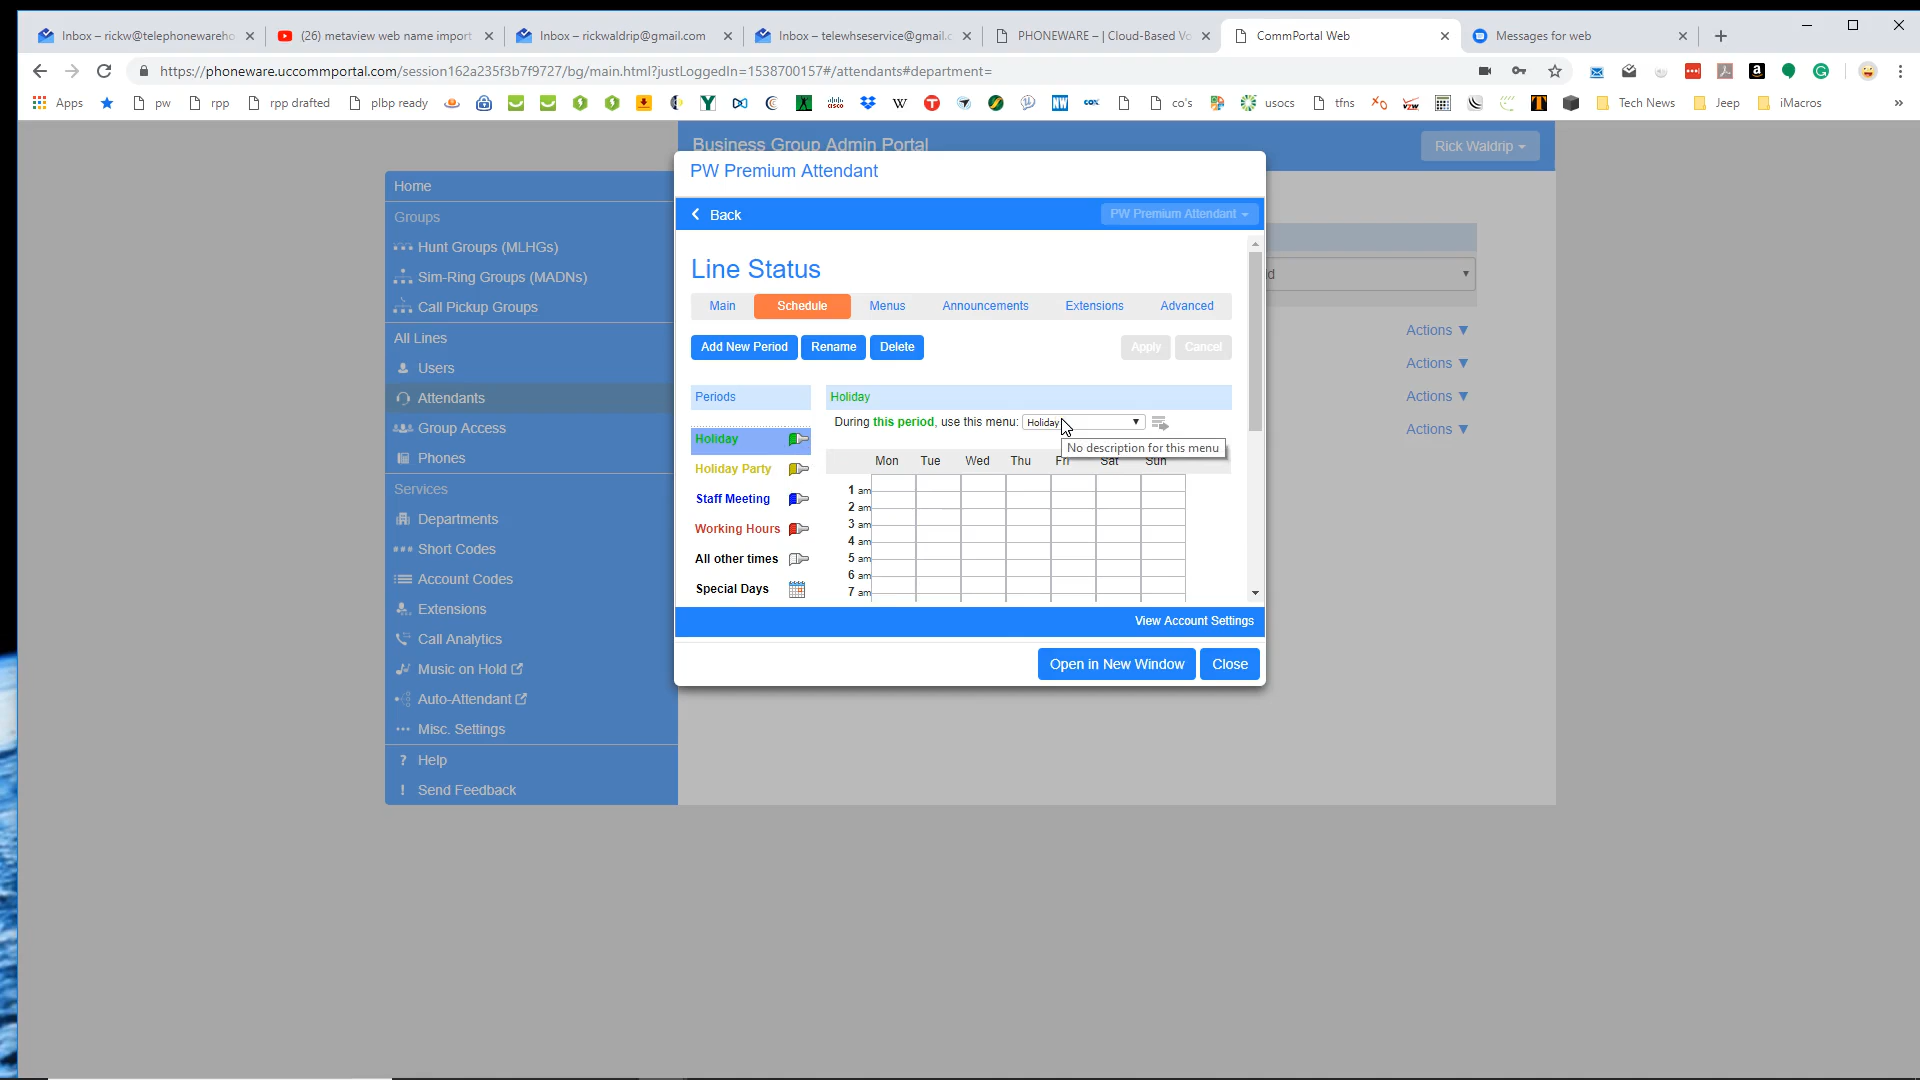 Inbox – rickw@telephonewareho
(26) metaview web name import
Inbox – rickwaldrip@gmail.com
Inbox – telewhseservice@gmail.c
PHONEWARE – | Cloud-Based Vo
CommPortal Web
Messages for web
https://phoneware.uccommportal.com/session162a235f3b7f9727/bg/main.html?justLoggedIn=1538700157#/attendants#department=
Apps pw rpp rpp drafted plbp ready co's usocs tfns Tech News Jeep iMacros »
Business Group Admin Portal
Rick Waldrip
PW Premium Attendant
Back
PW Premium Attendant
Home
Groups
Hunt Groups (MLHGs)
Sim-Ring Groups (MADNs)
Call Pickup Groups
All Lines
Users
Attendants
Group Access
Phones
Services
Departments
Short Codes
Account Codes
Extensions
Call Analytics
Music on Hold
Auto-Attendant
Misc. Settings
? Help
! Send Feedback
Line Status
Main Schedule Menus Announcements Extensions Advanced
Add New Period Rename Delete Apply Cancel
Periods
Holiday
Holiday Party
Staff Meeting
Working Hours
All other times
Special Days
Holiday
During this period, use this menu: Holiday
No description for this menu
Mon Tue Wed Thu Fri Sat Sun
1 am
2 am
3 am
4 am
5 am
6 am
7 am
View Account Settings
Open in New Window Close
Actions ▼
Actions ▼
Actions ▼
Actions ▼